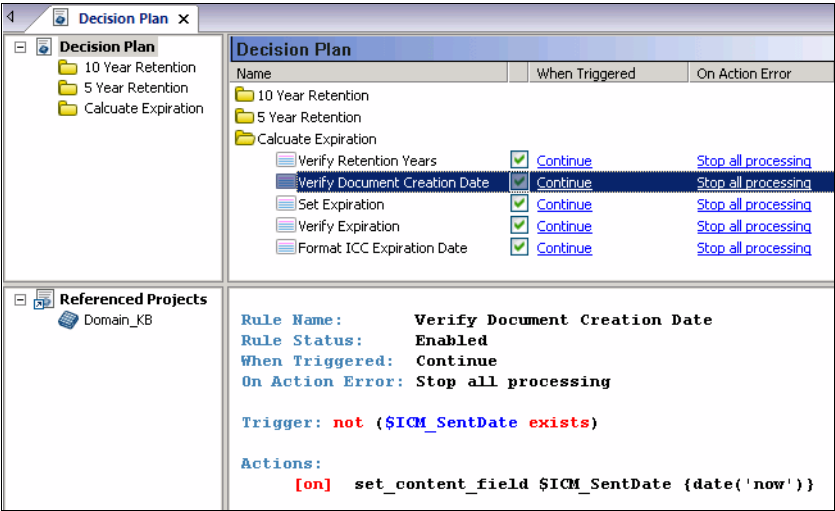 Decision Plan
Decision Plan
10 Year Retention
5 Year Retention
Calcuate Expiration
Decision Plan
Name When Triggered On Action Error
10 Year Retention
5 Year Retention
Calcuate Expiration
Verify Retention Years Continue Stop all processing
Verify Document Creation Date Continue Stop all processing
Set Expiration Continue Stop all processing
Verify Expiration Continue Stop all processing
Format ICC Expiration Date Continue Stop all processing
Referenced Projects
Domain_KB
Rule Name: Verify Document Creation Date
Rule Status: Enabled
When Triggered: Continue
On Action Error: Stop all processing
Trigger: not ($ICM_SentDate exists)
Actions:
[on] set_content_field $ICM_SentDate {date('now')}